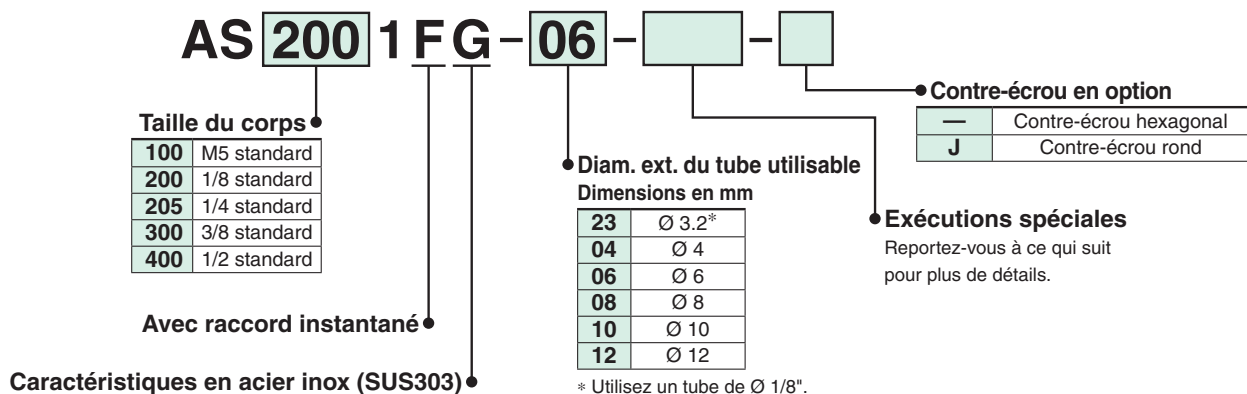 AS 200 1 F G – 06 – –
Contre-écrou en option
— Contre-écrou hexagonal
J Contre-écrou rond
Taille du corps
100 M5 standard
200 1/8 standard
205 1/4 standard
300 3/8 standard
400 1/2 standard
Diam. ext. du tube utilisable
Dimensions en mm
23 Ø 3.2*
04 Ø 4
06 Ø 6
08 Ø 8
10 Ø 10
12 Ø 12
* Utilisez un tube de Ø 1/8".
Exécutions spéciales
Reportez-vous à ce qui suit
pour plus de détails.
Avec raccord instantané
Caractéristiques en acier inox (SUS303)